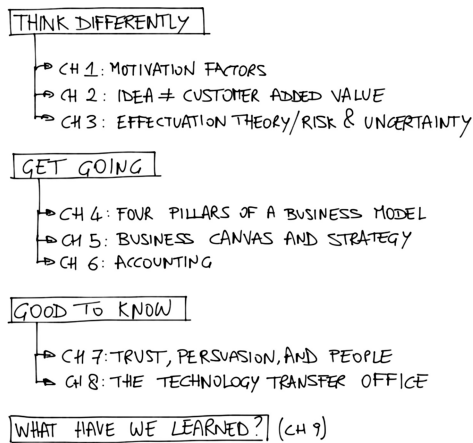 THINK DIFFERENTLY
CH 1: MOTIVATION FACTORS
CH 2: IDEA ≠ CUSTOMER ADDED VALUE
CH 3: EFFECTUATION THEORY/RISK & UNCERTAINTY
GET GOING
CH 4: FOUR PILLARS OF A BUSINESS MODEL
CH 5: BUSINESS CANVAS AND STRATEGY
CH 6: ACCOUNTING
GOOD TO KNOW
CH 7: TRUST, PERSUASION, AND PEOPLE
CH 8: THE TECHNOLOGY TRANSFER OFFICE
WHAT HAVE WE LEARNED? (CH 9)